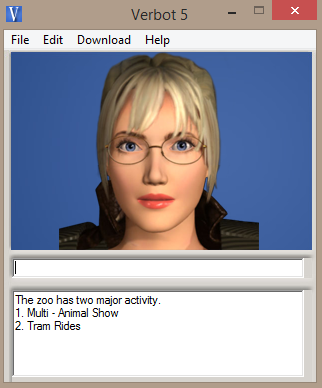 Verbot 5
File Edit Download Help
The zoo has two major activity.
1. Multi - Animal Show
2. Tram Rides